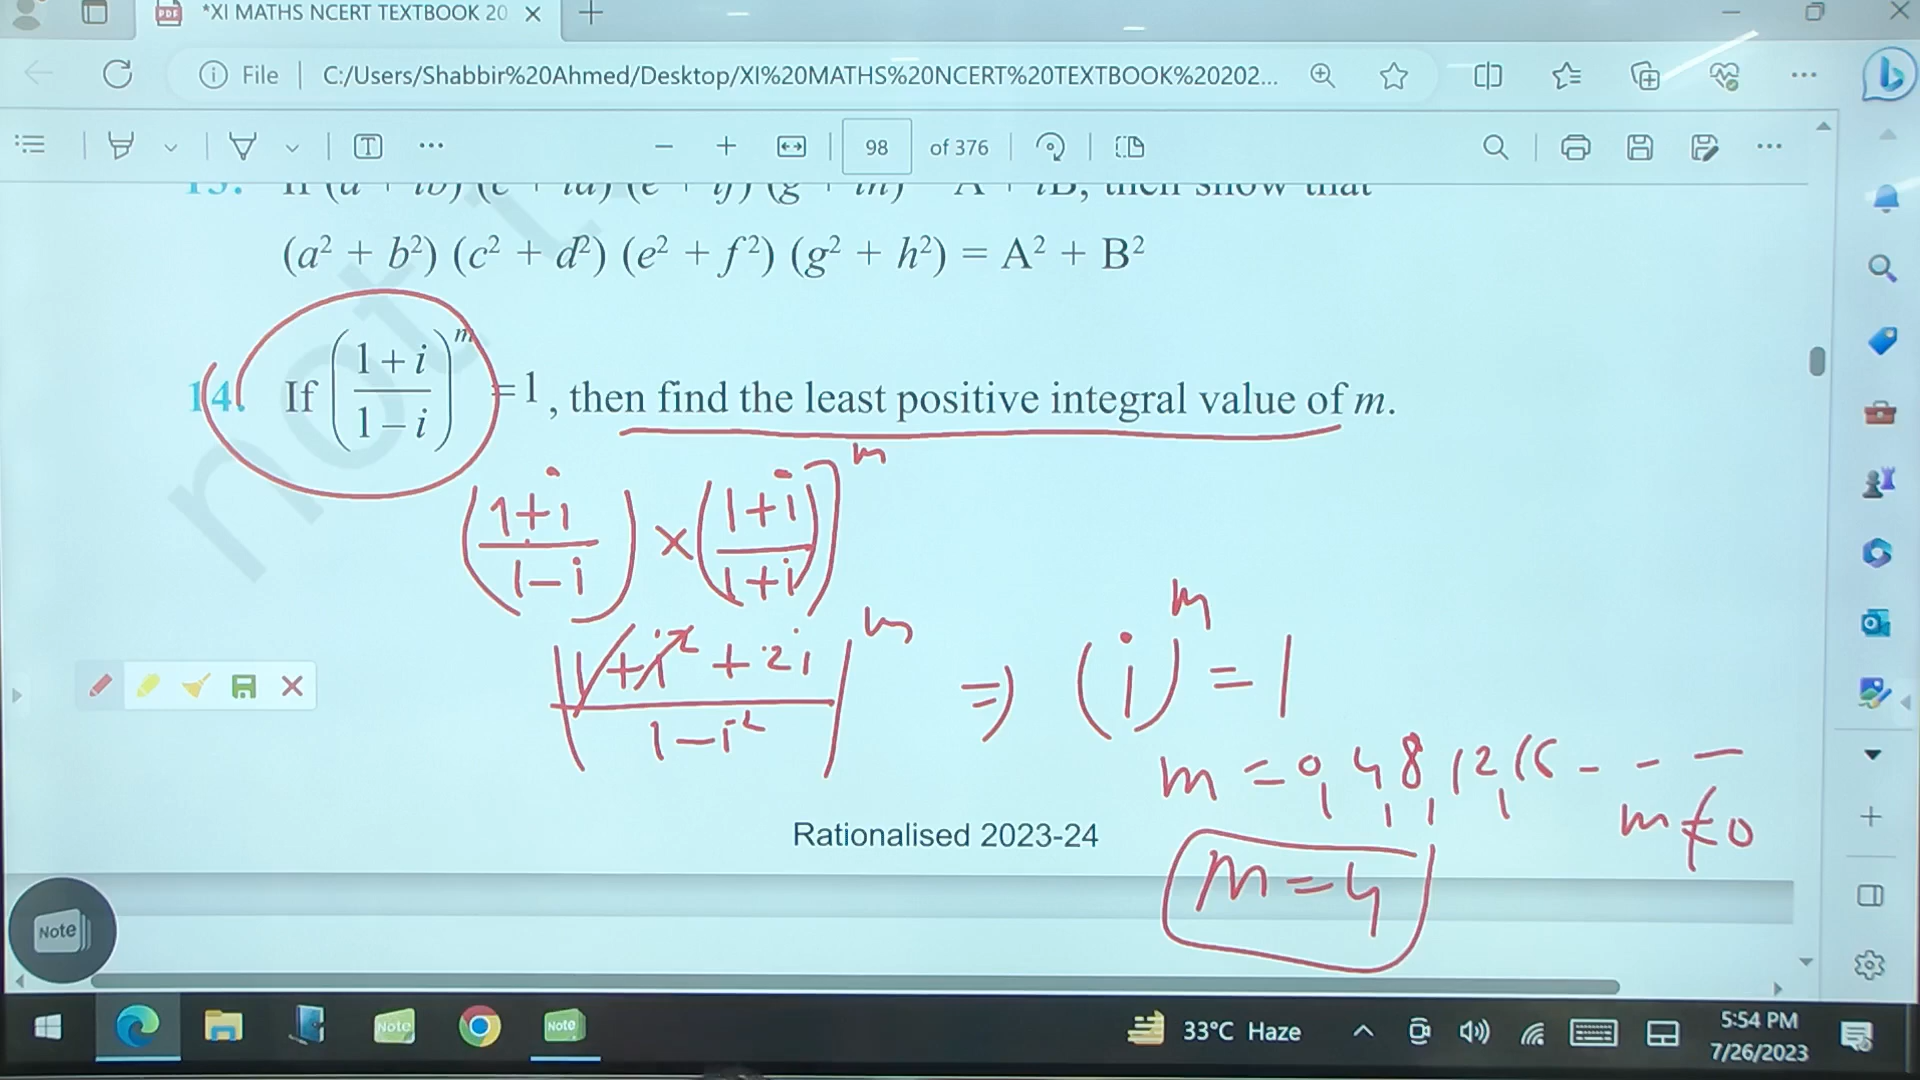 *XI MATHS NCERT TEXTBOOK 20
File C:/Users/Shabbir%20Ahmed/Desktop/XI%20MATHS%20NCERT%20TEXTBOOK%20202...
98 of 376
(a² + b²) (c² + d²) (e² + f²) (g² + h²) = A² + B²
14. If ((1+i)/(1−i))^m =1, then find the least positive integral value of m.
((1+i)/(1−i)) × ((1+i)/(1+i))]^m
|(1+i²+2i)/(1−i²)|^m ⇒ (i)^m = 1
m = 0, 4, 8, 12, 16 - - -
m ≠ 0
Rationalised 2023-24
m=4
not
Note
33°C Haze
5:54 PM
7/26/2023